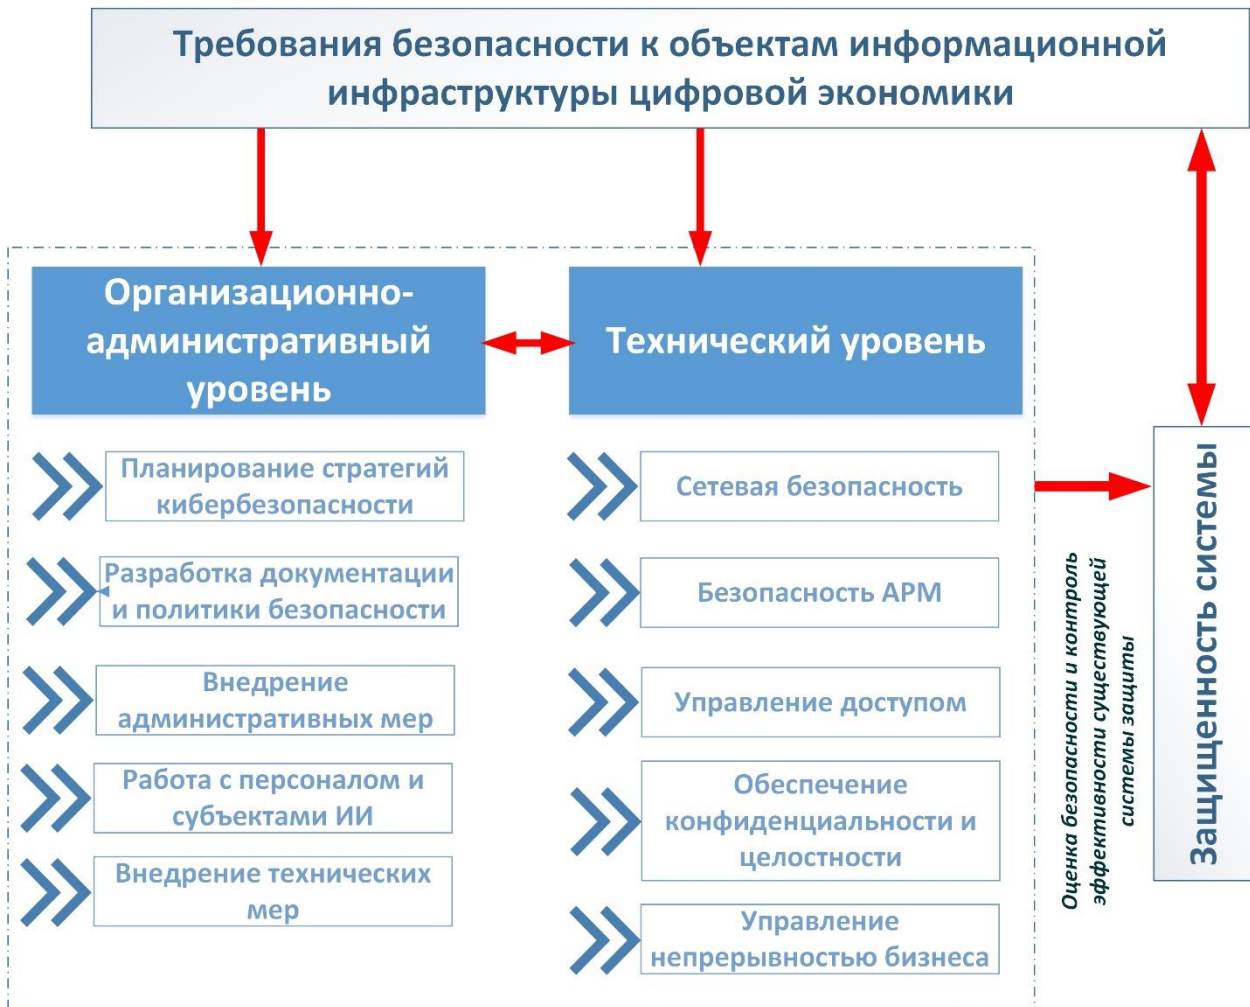 Требования безопасности к объектам информационной
инфраструктуры цифровой экономики
Организационно-
административный
уровень
Технический уровень
Планирование стратегий
кибербезопасности
Разработка документации
и политики безопасности
Внедрение
административных мер
Работа с персоналом и
субъектами ИИ
Внедрение технических
мер
Сетевая безопасность
Безопасность АРМ
Управление доступом
Обеспечение
конфиденциальности и
целостности
Управление
непрерывностью бизнеса
Оценка безопасности и контроль
эффективности существующей
системы защиты
Защищенность системы